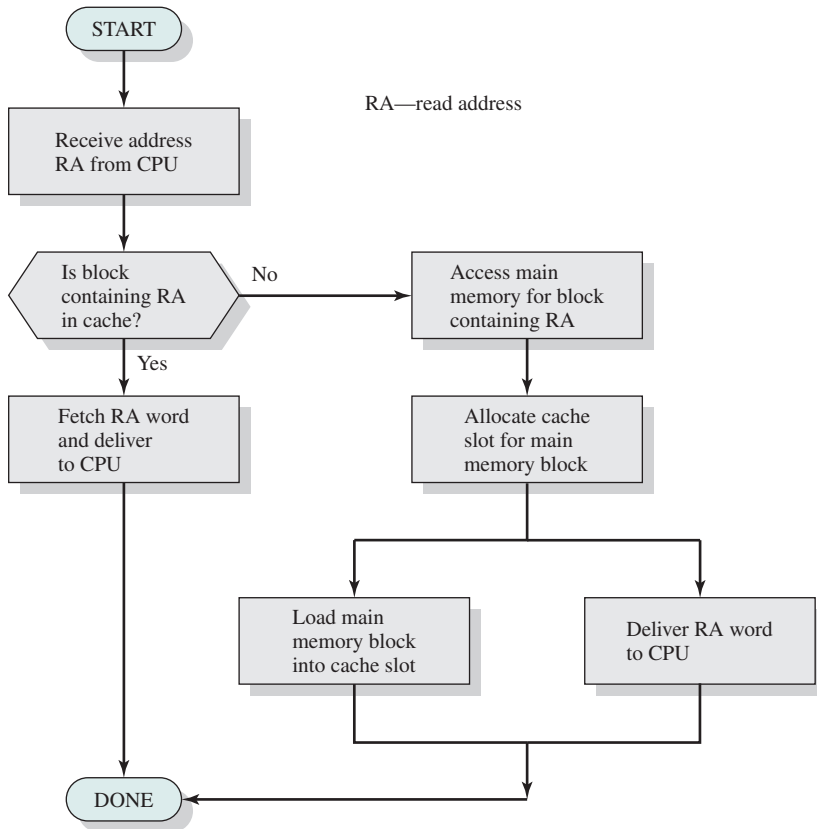 START
RA—read address
Receive address
RA from CPU
Is block
containing RA
in cache?
No
Access main
memory for block
containing RA
Yes
Fetch RA word
and deliver
to CPU
Allocate cache
slot for main
memory block
Load main
memory block
into cache slot
Deliver RA word
to CPU
DONE